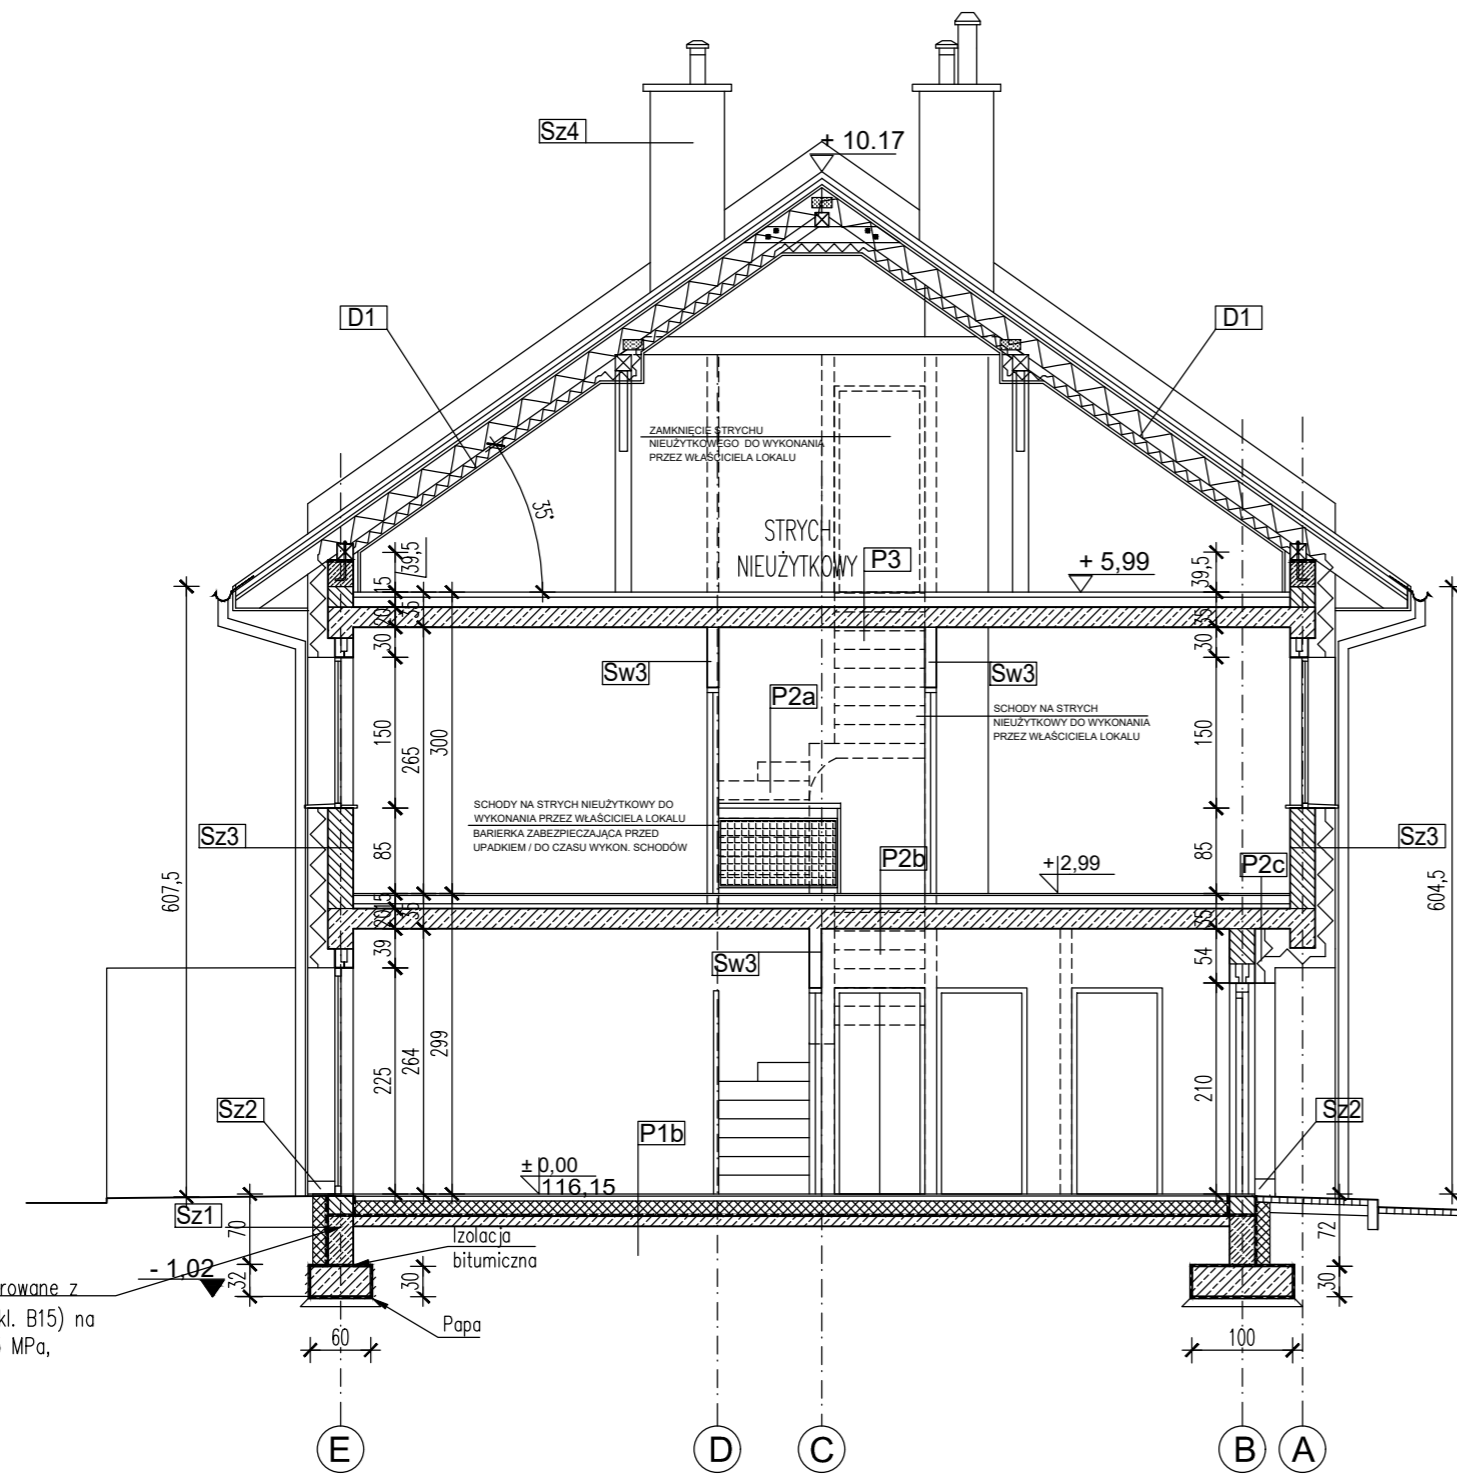 Sz4
+ 10.17
D1
D1
ZAMKNIĘCIE STRYCHU
NIEUŻYTKOWEGO DO WYKONANIA
PRZEZ WŁAŚCICIELA LOKALU
35°
STRYCH
NIEUŻYTKOWY
P3
+ 5,99
39,5
15
35
20
30
39,5
35
30
Sw3
Sw3
P2a
SCHODY NA STRYCH
NIEUŻYTKOWY DO WYKONANIA
PRZEZ WŁAŚCICIELA LOKALU
150
265
300
150
SCHODY NA STRYCH NIEUŻYTKOWY DO
WYKONANIA PRZEZ WŁAŚCICIELA LOKALU
BARIERKA ZABEZPIECZAJĄCA PRZED
UPADKIEM / DO CZASU WYKON. SCHODÓW
Sz3
Sz3
85
85
P2b
+ 2,99
P2c
607,5
604,5
15
35
20
39
35
54
Sw3
225
264
299
210
Sz2
Sz2
P1b
± 0,00
116,15
Sz1
70
72
Izolacja
bitumiczna
- 1,02
32
30
30
rowane z
kl. B15) na
MPa,
Papa
60
100
E
D
C
B
A